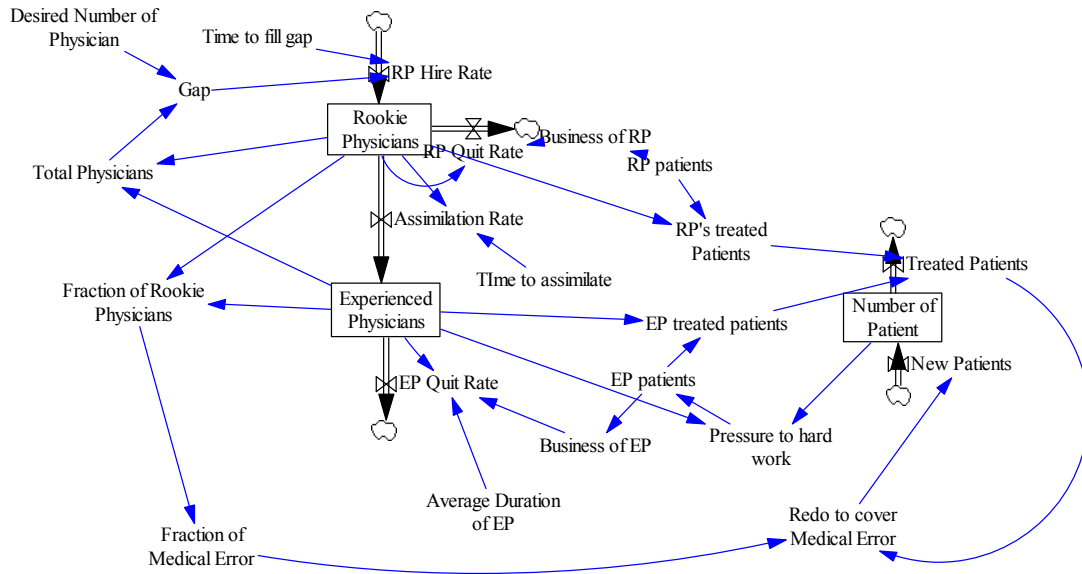 Desired Number of
Physician
Time to fill gap
Gap
RP Hire Rate
Rookie
Physicians
Business of RP
RP Quit Rate
RP patients
Total Physicians
Assimilation Rate
RP's treated
Patients
Treated Patients
TIme to assimilate
Fraction of Rookie
Physicians
Experienced
Physicians
Number of
Patient
EP treated patients
New Patients
EP Quit Rate
EP patients
Business of EP
Pressure to hard
work
Average Duration
of EP
Redo to cover
Medical Error
Fraction of
Medical Error